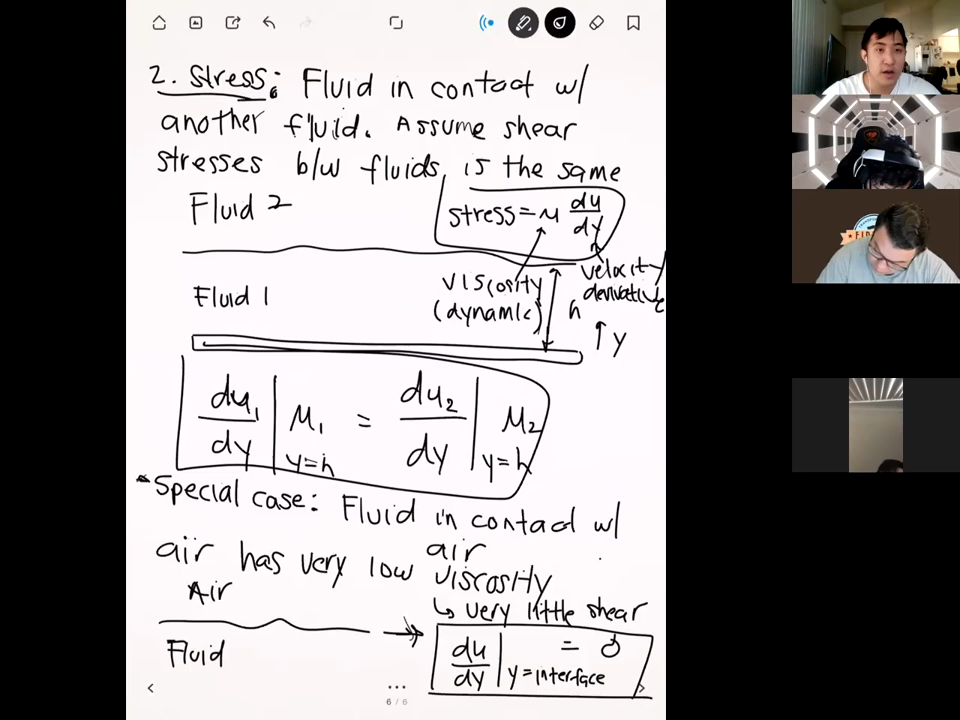 2. Stress: Fluid in contact w/
another fluid. Assume shear
stresses b/w fluids is the same
Fluid 2
stress = μ du/dy
viscosity
(dynamic)
velocity
derivative
Fluid 1
h
↑ y
du₁/dy | y=h μ₁ = du₂/dy | y=h μ₂
Special case: Fluid in contact w/
air
air has very low viscosity
↳ very little shear
Air
Fluid
→ du/dy | y=interface = 0
6 / 6